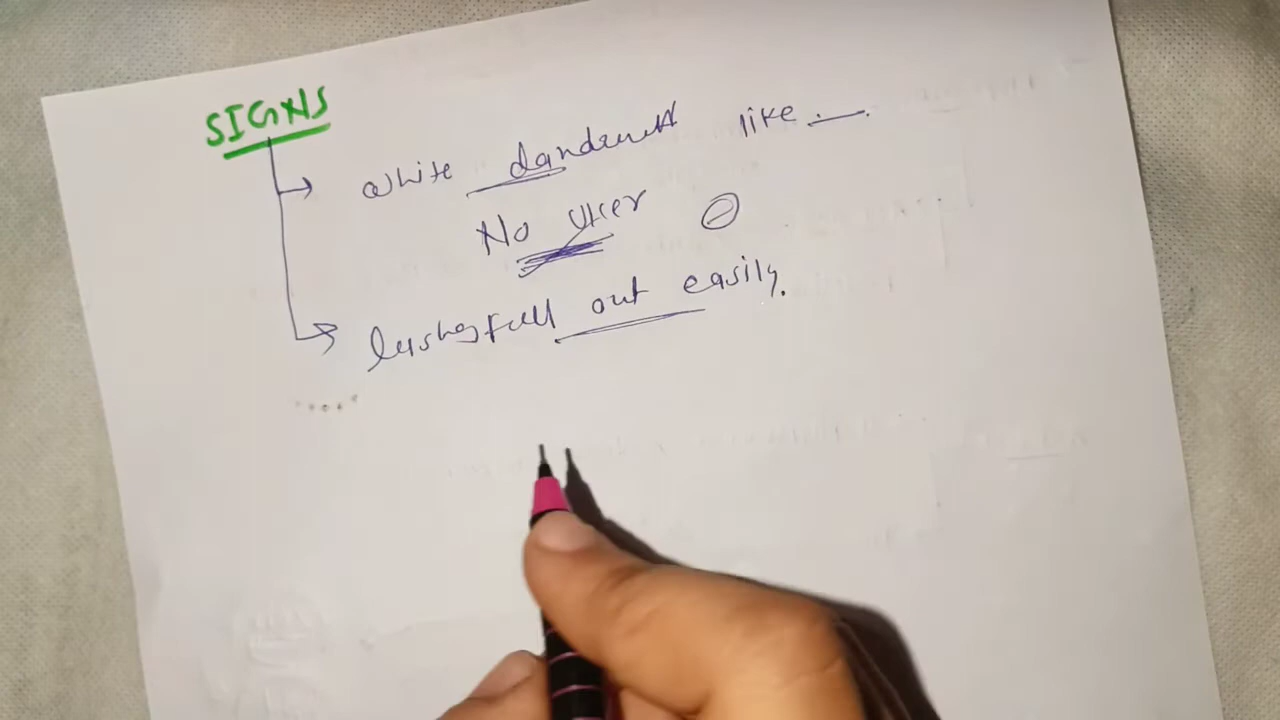 SIGNS
→ white dandruff like —.
No ulcer
→ lashes fall out easily.